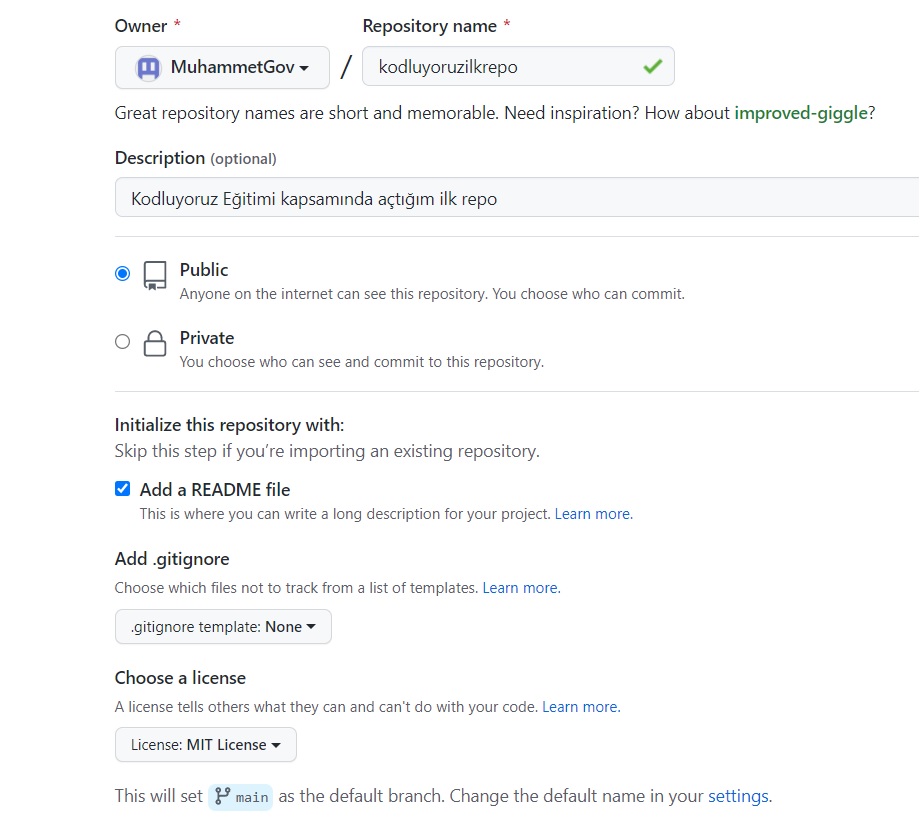 Owner * Repository name *
MuhammetGov / kodluyoruzilkrepo
Great repository names are short and memorable. Need inspiration? How about improved-giggle?
Description (optional)
Kodluyoruz Eğitimi kapsamında açtığım ilk repo
Public
Anyone on the internet can see this repository. You choose who can commit.
Private
You choose who can see and commit to this repository.
Initialize this repository with:
Skip this step if you’re importing an existing repository.
Add a README file
This is where you can write a long description for your project. Learn more.
Add .gitignore
Choose which files not to track from a list of templates. Learn more.
.gitignore template: None
Choose a license
A license tells others what they can and can't do with your code. Learn more.
License: MIT License
This will set main as the default branch. Change the default name in your settings.